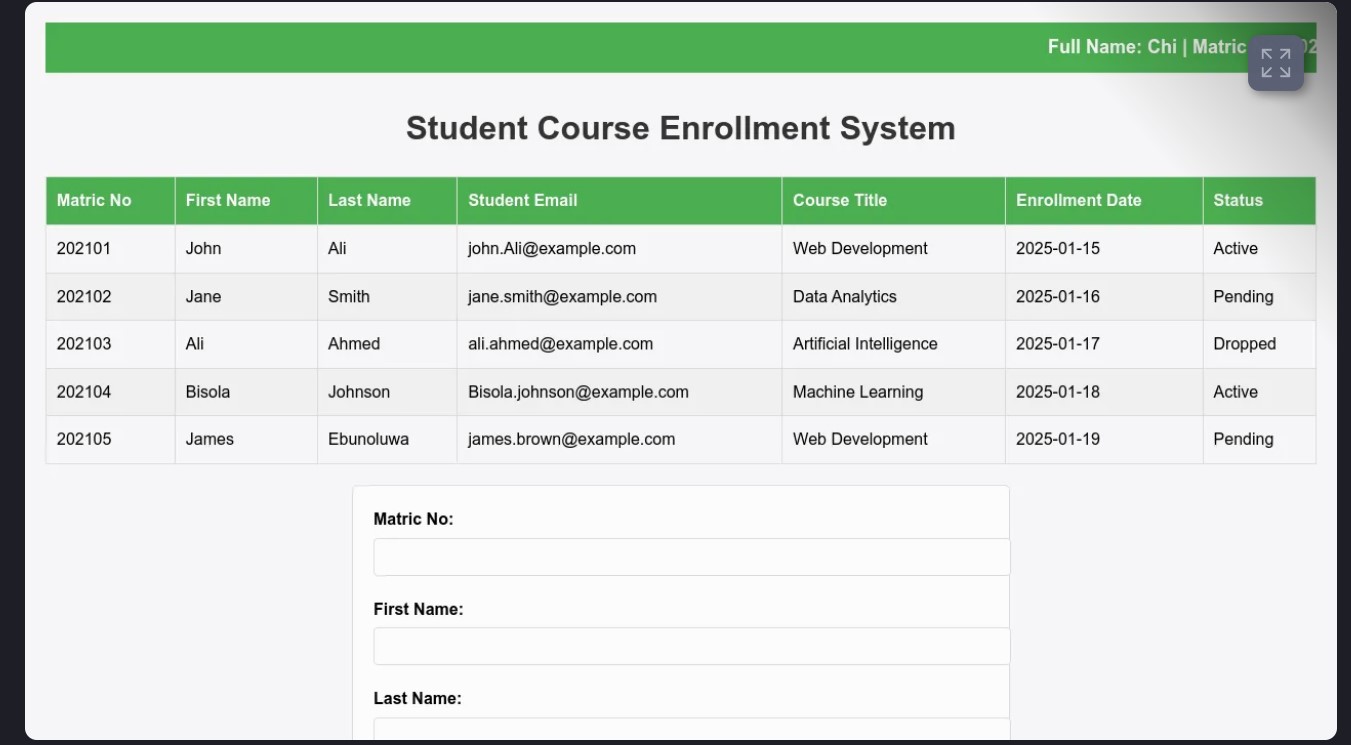 Full Name: Chi | Matric
Student Course Enrollment System
Matric No First Name Last Name Student Email Course Title Enrollment Date Status
202101 John Ali john.Ali@example.com Web Development 2025-01-15 Active
202102 Jane Smith jane.smith@example.com Data Analytics 2025-01-16 Pending
202103 Ali Ahmed ali.ahmed@example.com Artificial Intelligence 2025-01-17 Dropped
202104 Bisola Johnson Bisola.johnson@example.com Machine Learning 2025-01-18 Active
202105 James Ebunoluwa james.brown@example.com Web Development 2025-01-19 Pending
Matric No:
First Name:
Last Name: